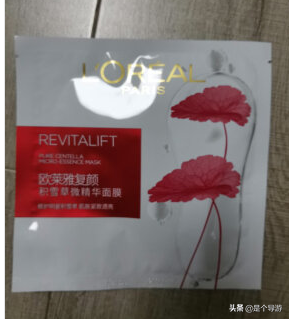 L'ORÉAL
PARIS
REVITALIFT
PURE CENTELLA
MICRO-ESSENCE MASK
欧莱雅复颜
积雪草微精华面膜
头条 @是个导游